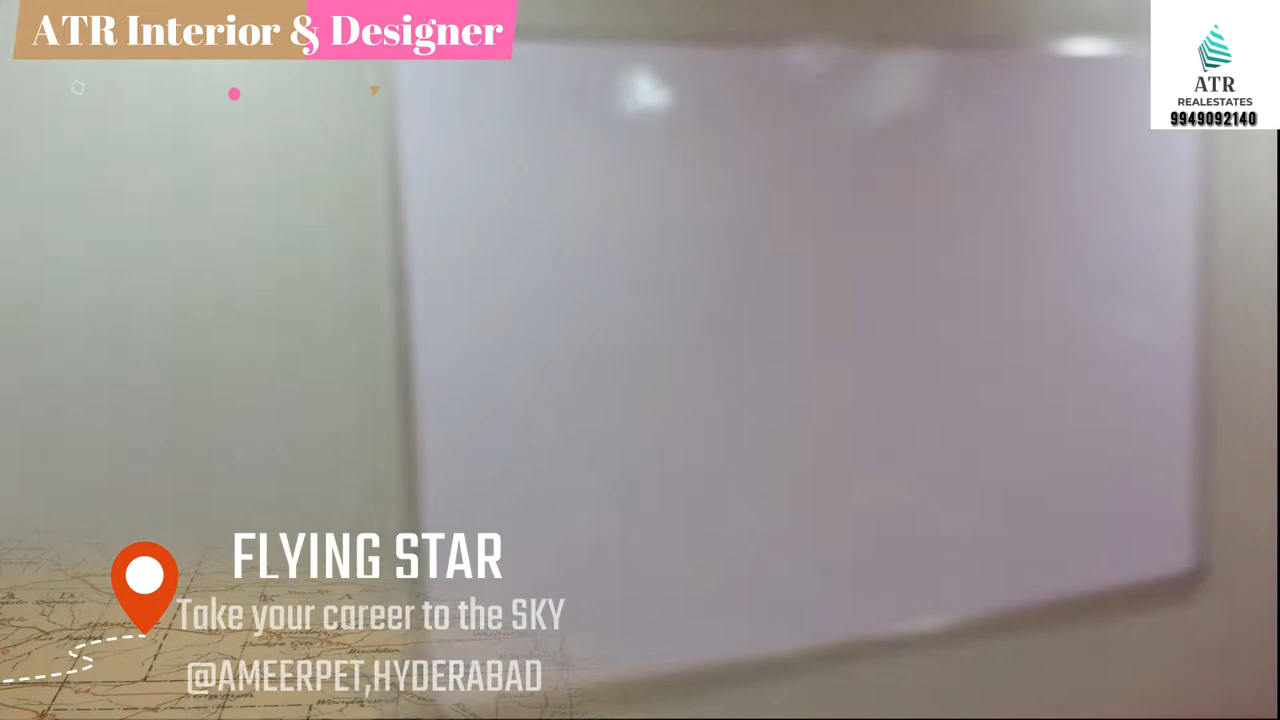 ATR Interior & Designer
ATR
REALESTATES
9949092140
FLYING STAR
Take your career to the SKY
@AMEERPET,HYDERABAD